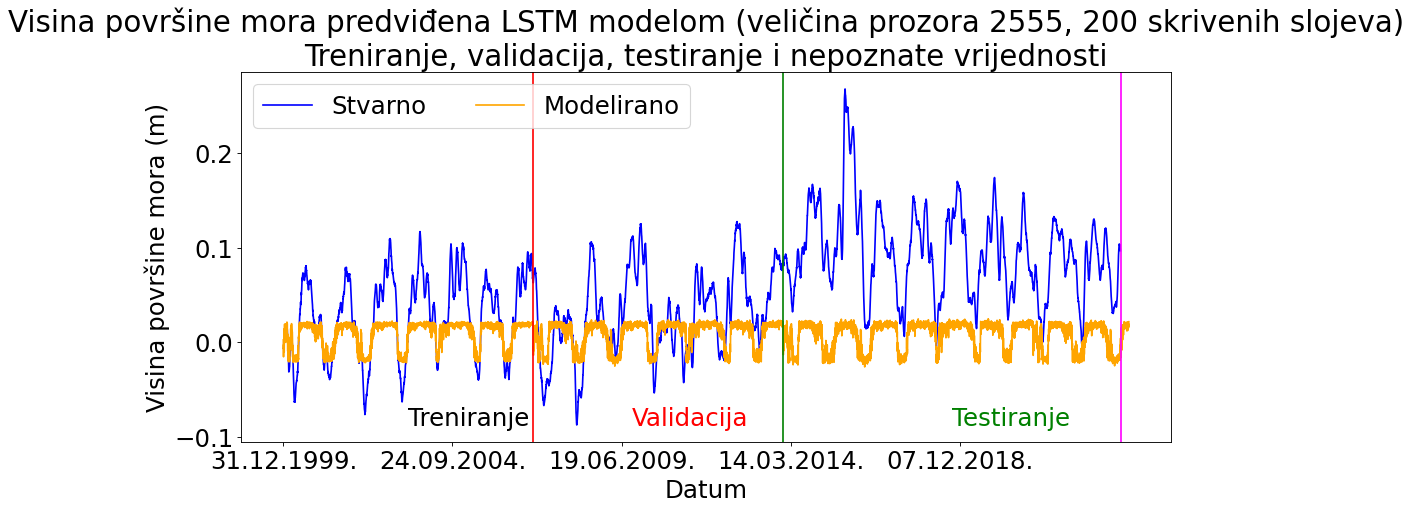 Visina površine mora predviđena LSTM modelom (veličina prozora 2555, 200 skrivenih slojeva)
Treniranje, validacija, testiranje i nepoznate vrijednosti
Stvarno Modelirano
Visina površine mora (m)
0.2
0.1
0.0
−0.1
Treniranje Validacija Testiranje
31.12.1999. 24.09.2004. 19.06.2009. 14.03.2014. 07.12.2018.
Datum